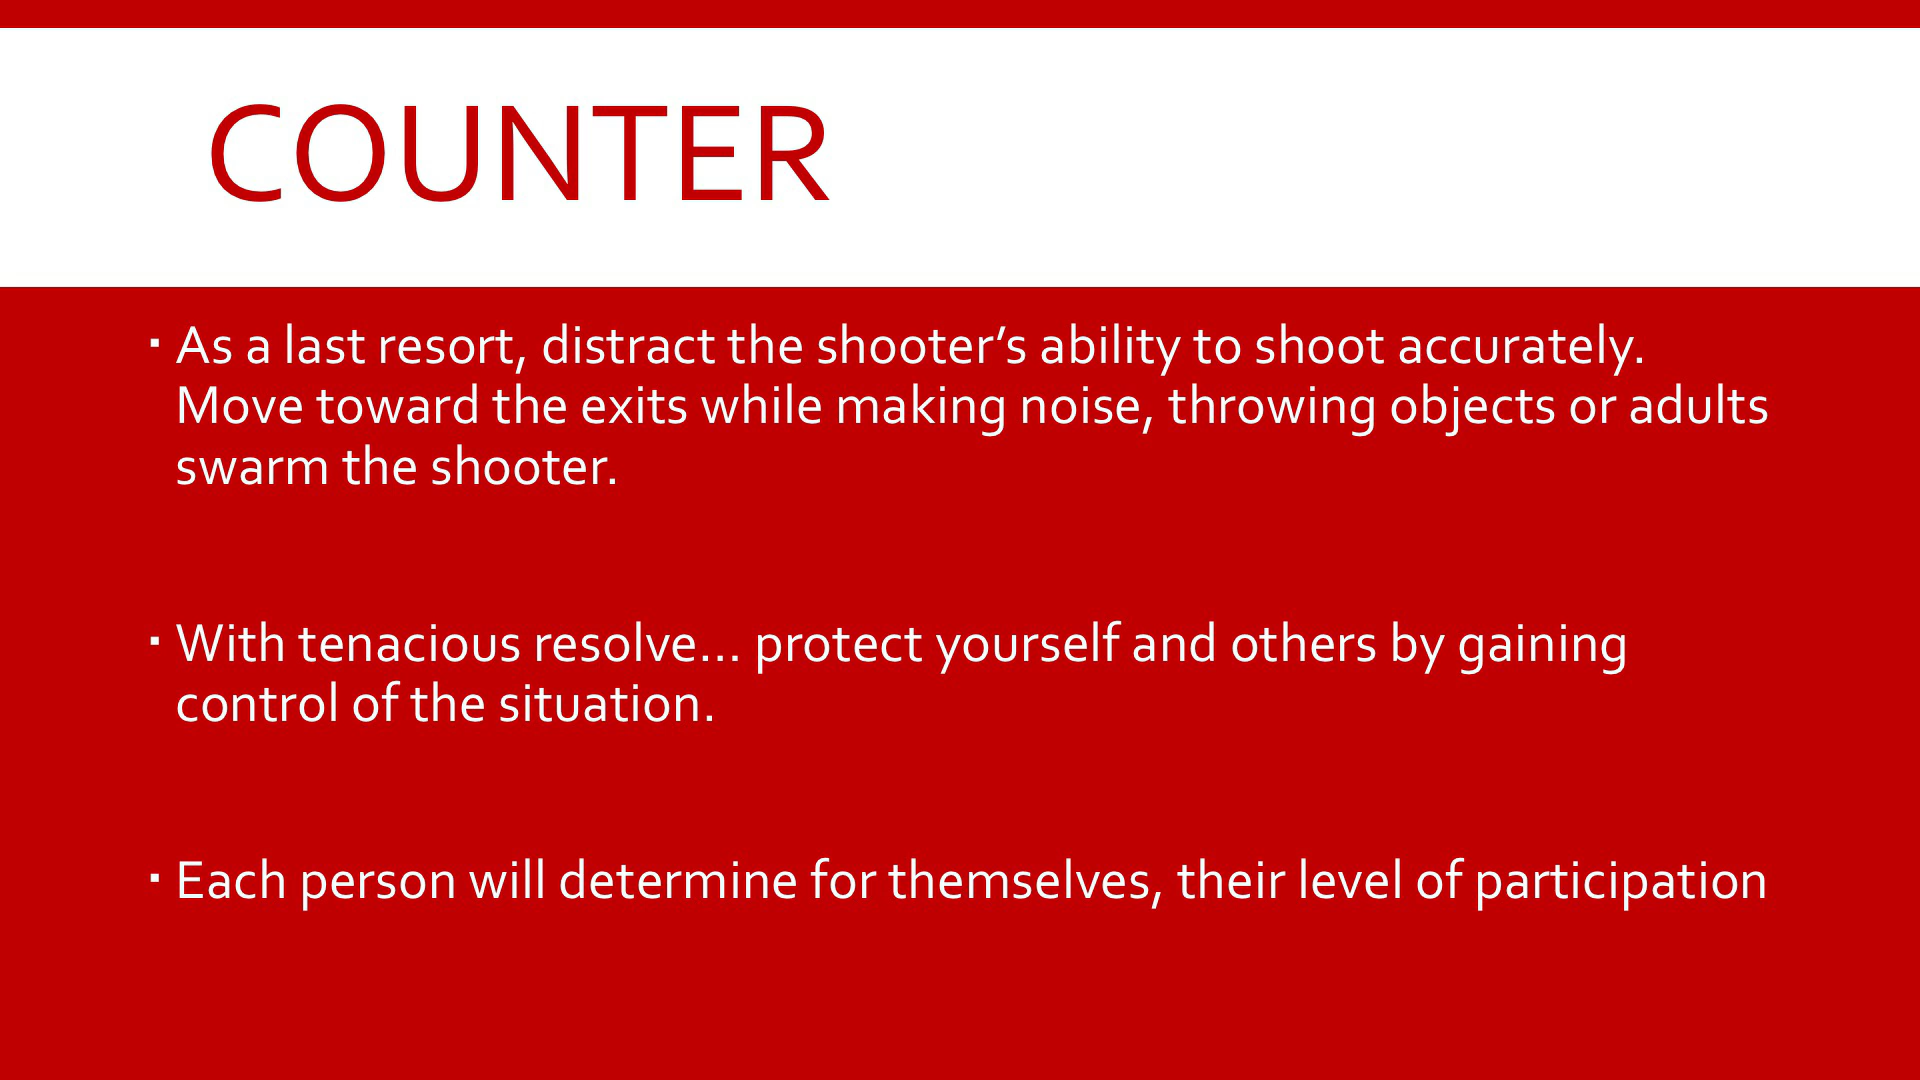 COUNTER
▪ As a last resort, distract the shooter’s ability to shoot accurately.
Move toward the exits while making noise, throwing objects or adults
swarm the shooter.
▪ With tenacious resolve… protect yourself and others by gaining
control of the situation.
▪ Each person will determine for themselves, their level of participation